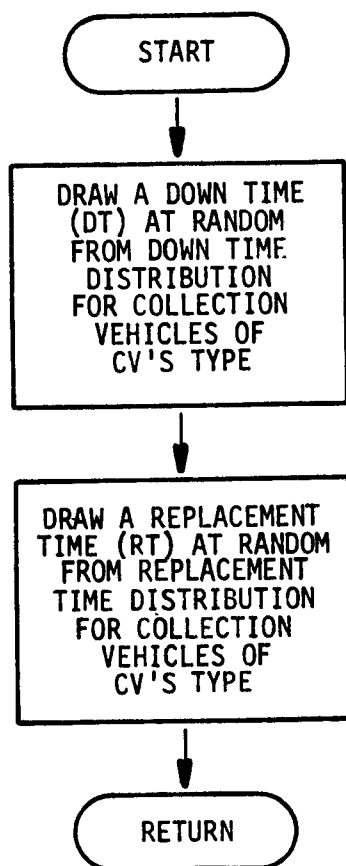 START
DRAW A DOWN TIME
(DT) AT RANDOM
FROM DOWN TIME
DISTRIBUTION
FOR COLLECTION
VEHICLES OF
CV'S TYPE
DRAW A REPLACEMENT
TIME (RT) AT RANDOM
FROM REPLACEMENT
TIME DISTRIBUTION
FOR COLLECTION
VEHICLES OF
CV'S TYPE
RETURN